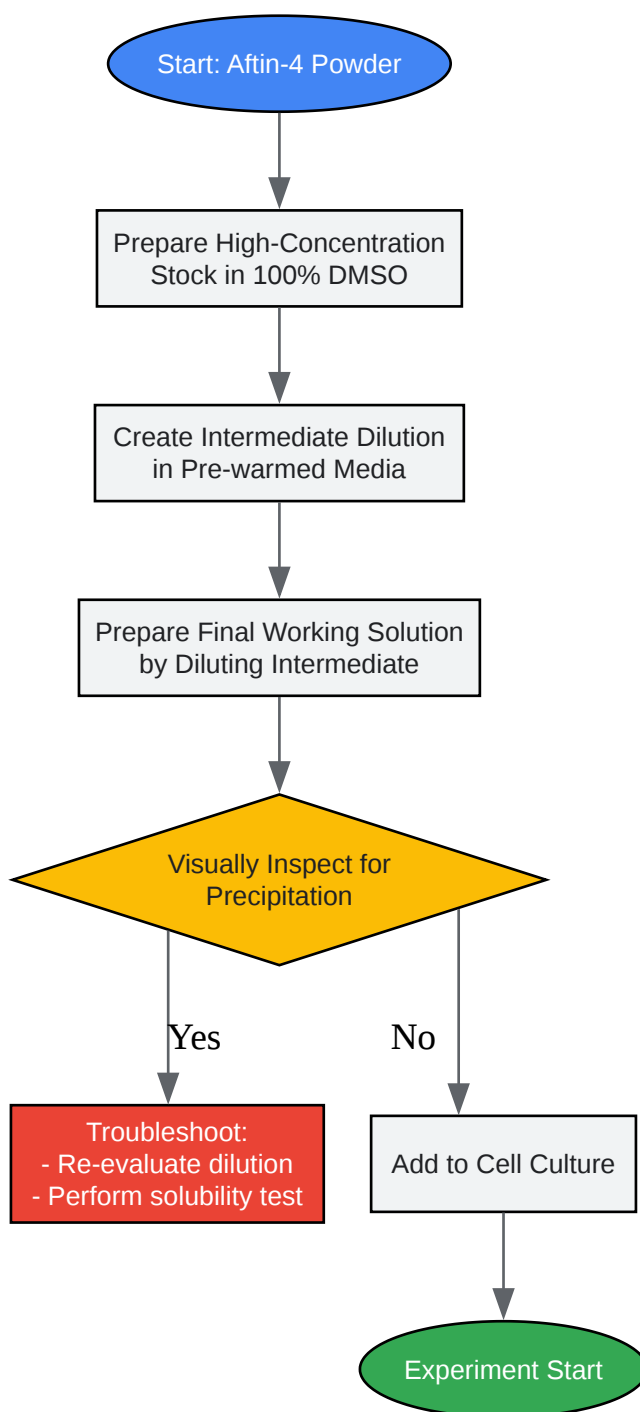 Start: Aftin-4 Powder
Prepare High-Concentration
Stock in 100% DMSO
Create Intermediate Dilution
in Pre-warmed Media
Prepare Final Working Solution
by Diluting Intermediate
Visually Inspect for
Precipitation
Yes
No
Troubleshoot:
- Re-evaluate dilution
- Perform solubility test
Add to Cell Culture
Experiment Start